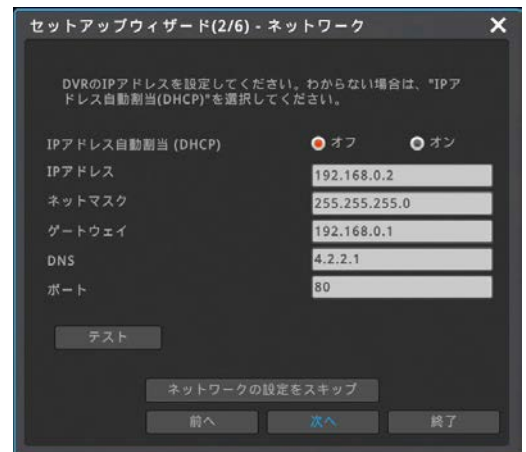 セットアップウィザード(2/6) - ネットワーク
DVRのIPアドレスを設定してください。わからない場合は、"IPア
ドレス自動割当(DHCP)"を選択してください。
IPアドレス自動割当 (DHCP) オフ オン
IPアドレス 192.168.0.2
ネットマスク 255.255.255.0
ゲートウェイ 192.168.0.1
DNS 4.2.2.1
ポート 80
テスト
ネットワークの設定をスキップ
前へ 次へ 終了